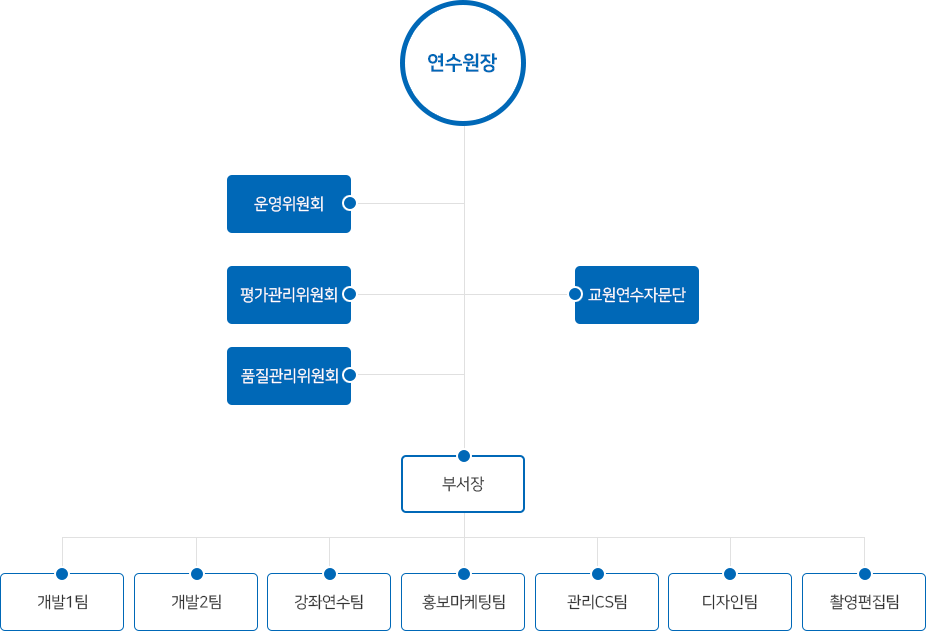 연수원장
운영위원회
평가관리위원회
교원연수자문단
품질관리위원회
부서장
개발1팀
개발2팀
강좌연수팀
홍보마케팅팀
관리CS팀
디자인팀
촬영편집팀